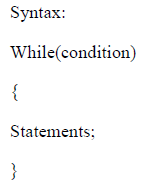 Syntax:
While(condition)
{
Statements;
}